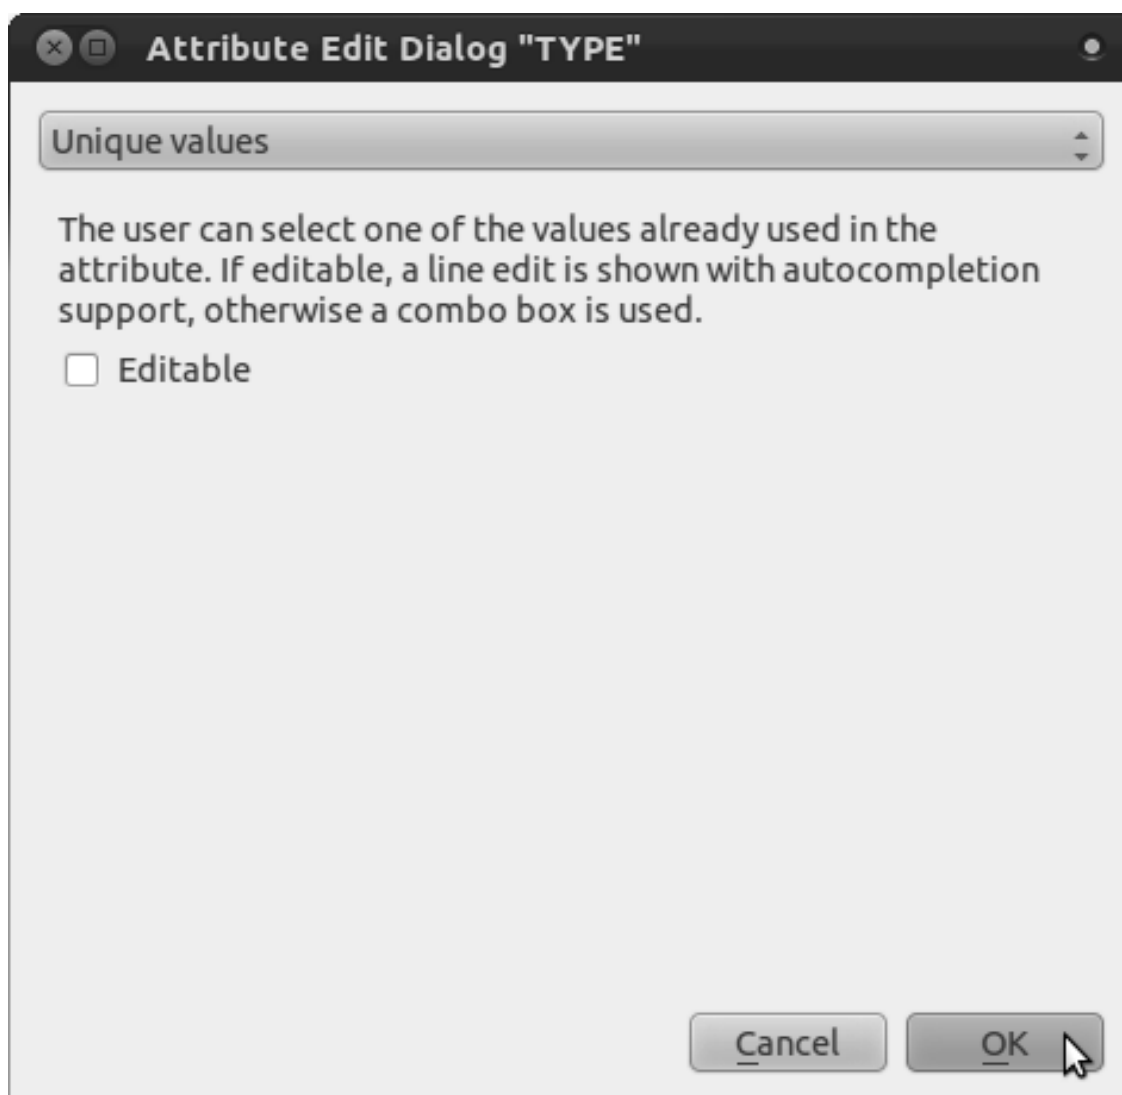 Attribute Edit Dialog "TYPE"
Unique values
The user can select one of the values already used in the
attribute. If editable, a line edit is shown with autocompletion
support, otherwise a combo box is used.
Editable
Cancel
OK